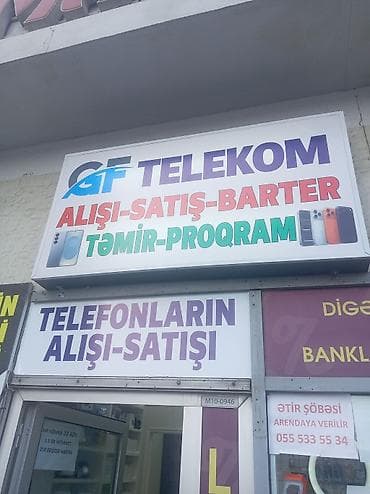 GF TELEKOM
ALIŞI-SATIŞ-BARTER
TƏMİR-PROQRAM
TELEFONLARIN
ALIŞI-SATIŞI
M10-0946
DİGƏ
BANKL
ƏTİR ŞÖBƏSİ
ARENDAYA VERİLİR
055 533 55 34